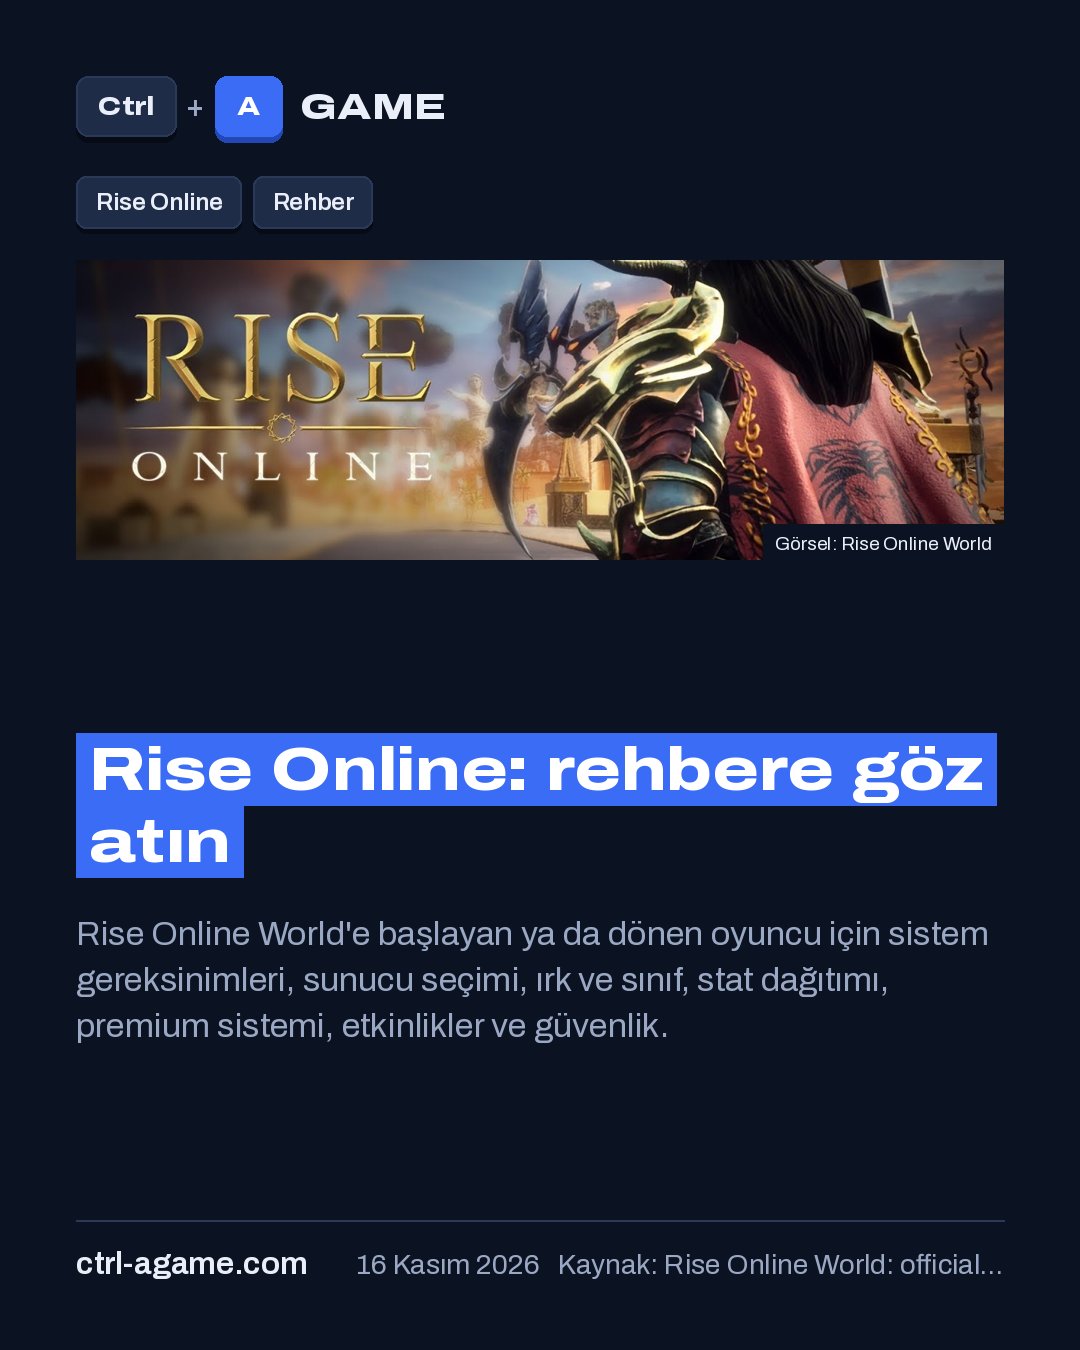 Ctrl + A GAME
Rise Online Rehber
RISE
ONLINE
Görsel: Rise Online World
Rise Online: rehbere göz
atın
Rise Online World'e başlayan ya da dönen oyuncu için sistem
gereksinimleri, sunucu seçimi, ırk ve sınıf, stat dağıtımı,
premium sistemi, etkinlikler ve güvenlik.
ctrl-agame.com 16 Kasım 2026 Kaynak: Rise Online World: official...